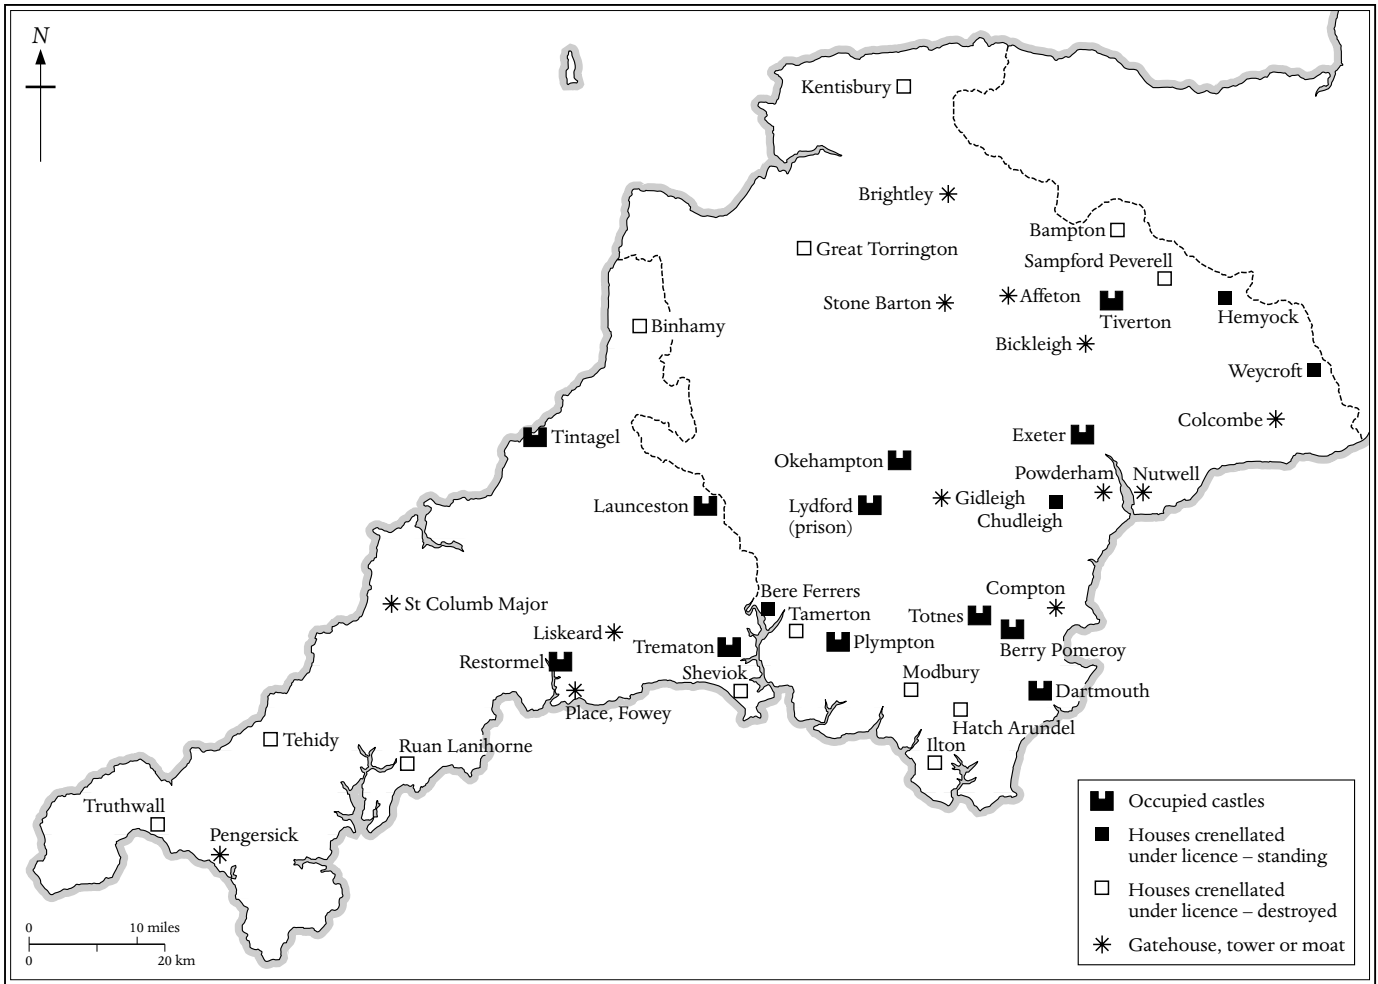 N
Kentisbury
Brightley
Bampton
Great Torrington
Sampford Peverell
Stone Barton
Affeton
Tiverton
Hemyock
Binhamy
Bickleigh
Weycroft
Colcombe
Tintagel
Exeter
Okehampton
Powderham
Nutwell
Launceston
Lydford
(prison)
Gidleigh
Chudleigh
Bere Ferrers
Compton
St Columb Major
Tamerton
Totnes
Liskeard
Trematon
Plympton
Berry Pomeroy
Restormel
Sheviok
Modbury
Dartmouth
Place, Fowey
Hatch Arundel
Tehidy
Ruan Lanihorne
Ilton
Truthwall
Pengersick
Occupied castles
Houses crenellated
under licence – standing
Houses crenellated
under licence – destroyed
Gatehouse, tower or moat
0 10 miles
0 20 km